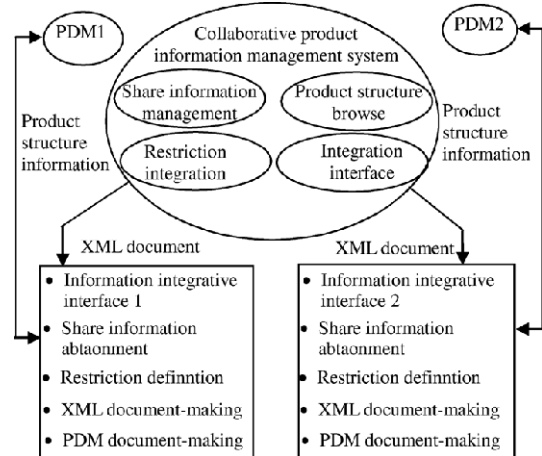 PDM1
Collaborative product
information management system
PDM2
Share information
management
Product structure
browse
Restriction
integration
Integration
interface
Product
structure
information
Product
structure
information
XML document
XML document
• Information integrative
interface 1
• Share information
abtaonment
• Restriction definntion
• XML document-making
• PDM document-making
• Information integrative
interface 2
• Share information
abtaonment
• Restriction definntion
• XML document-making
• PDM document-making